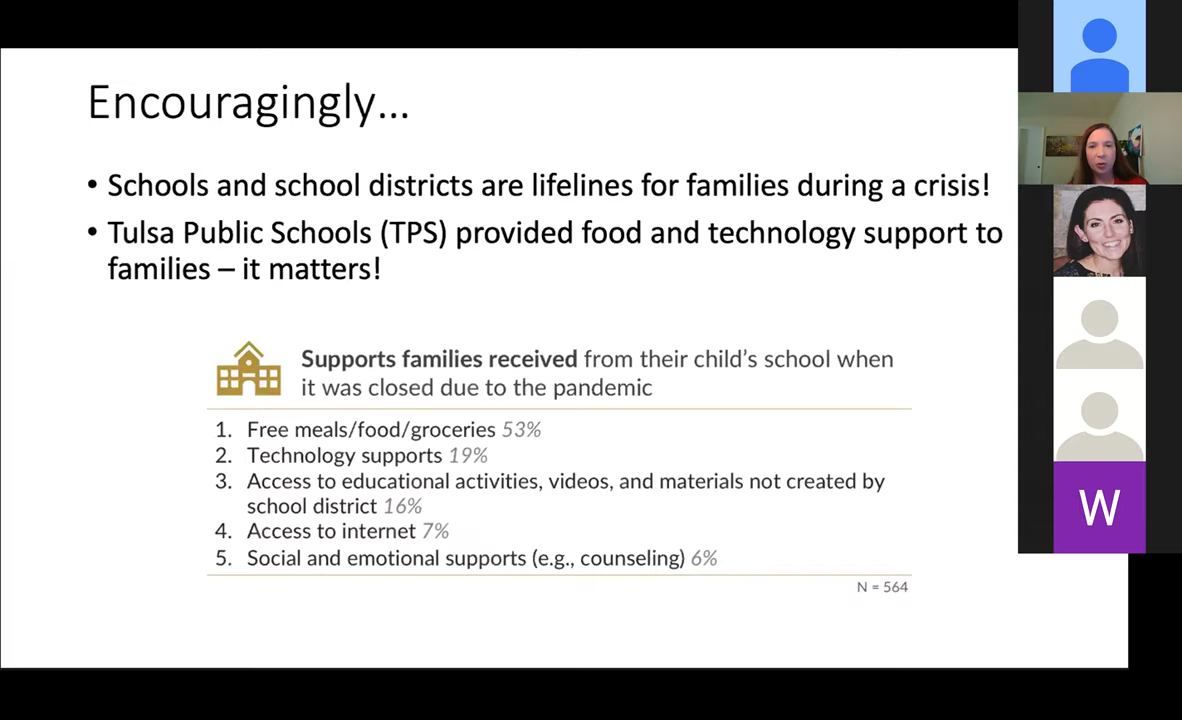 Encouragingly…
• Schools and school districts are lifelines for families during a crisis!
• Tulsa Public Schools (TPS) provided food and technology support to
families – it matters!
Supports families received from their child’s school when
it was closed due to the pandemic
1. Free meals/food/groceries 53%
2. Technology supports 19%
3. Access to educational activities, videos, and materials not created by
school district 16%
4. Access to internet 7%
5. Social and emotional supports (e.g., counseling) 6%
N = 564
W